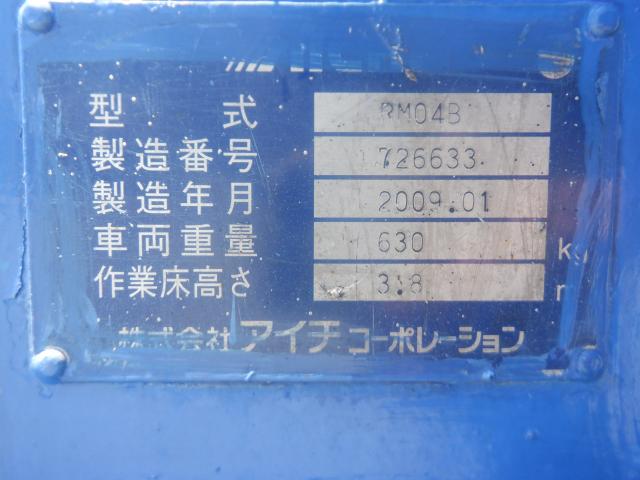 型式 RM04B
製造番号 726633
製造年月 2009.01
車両重量 630 kg
作業床高さ 3.8
株式会社アイチコーポレーション